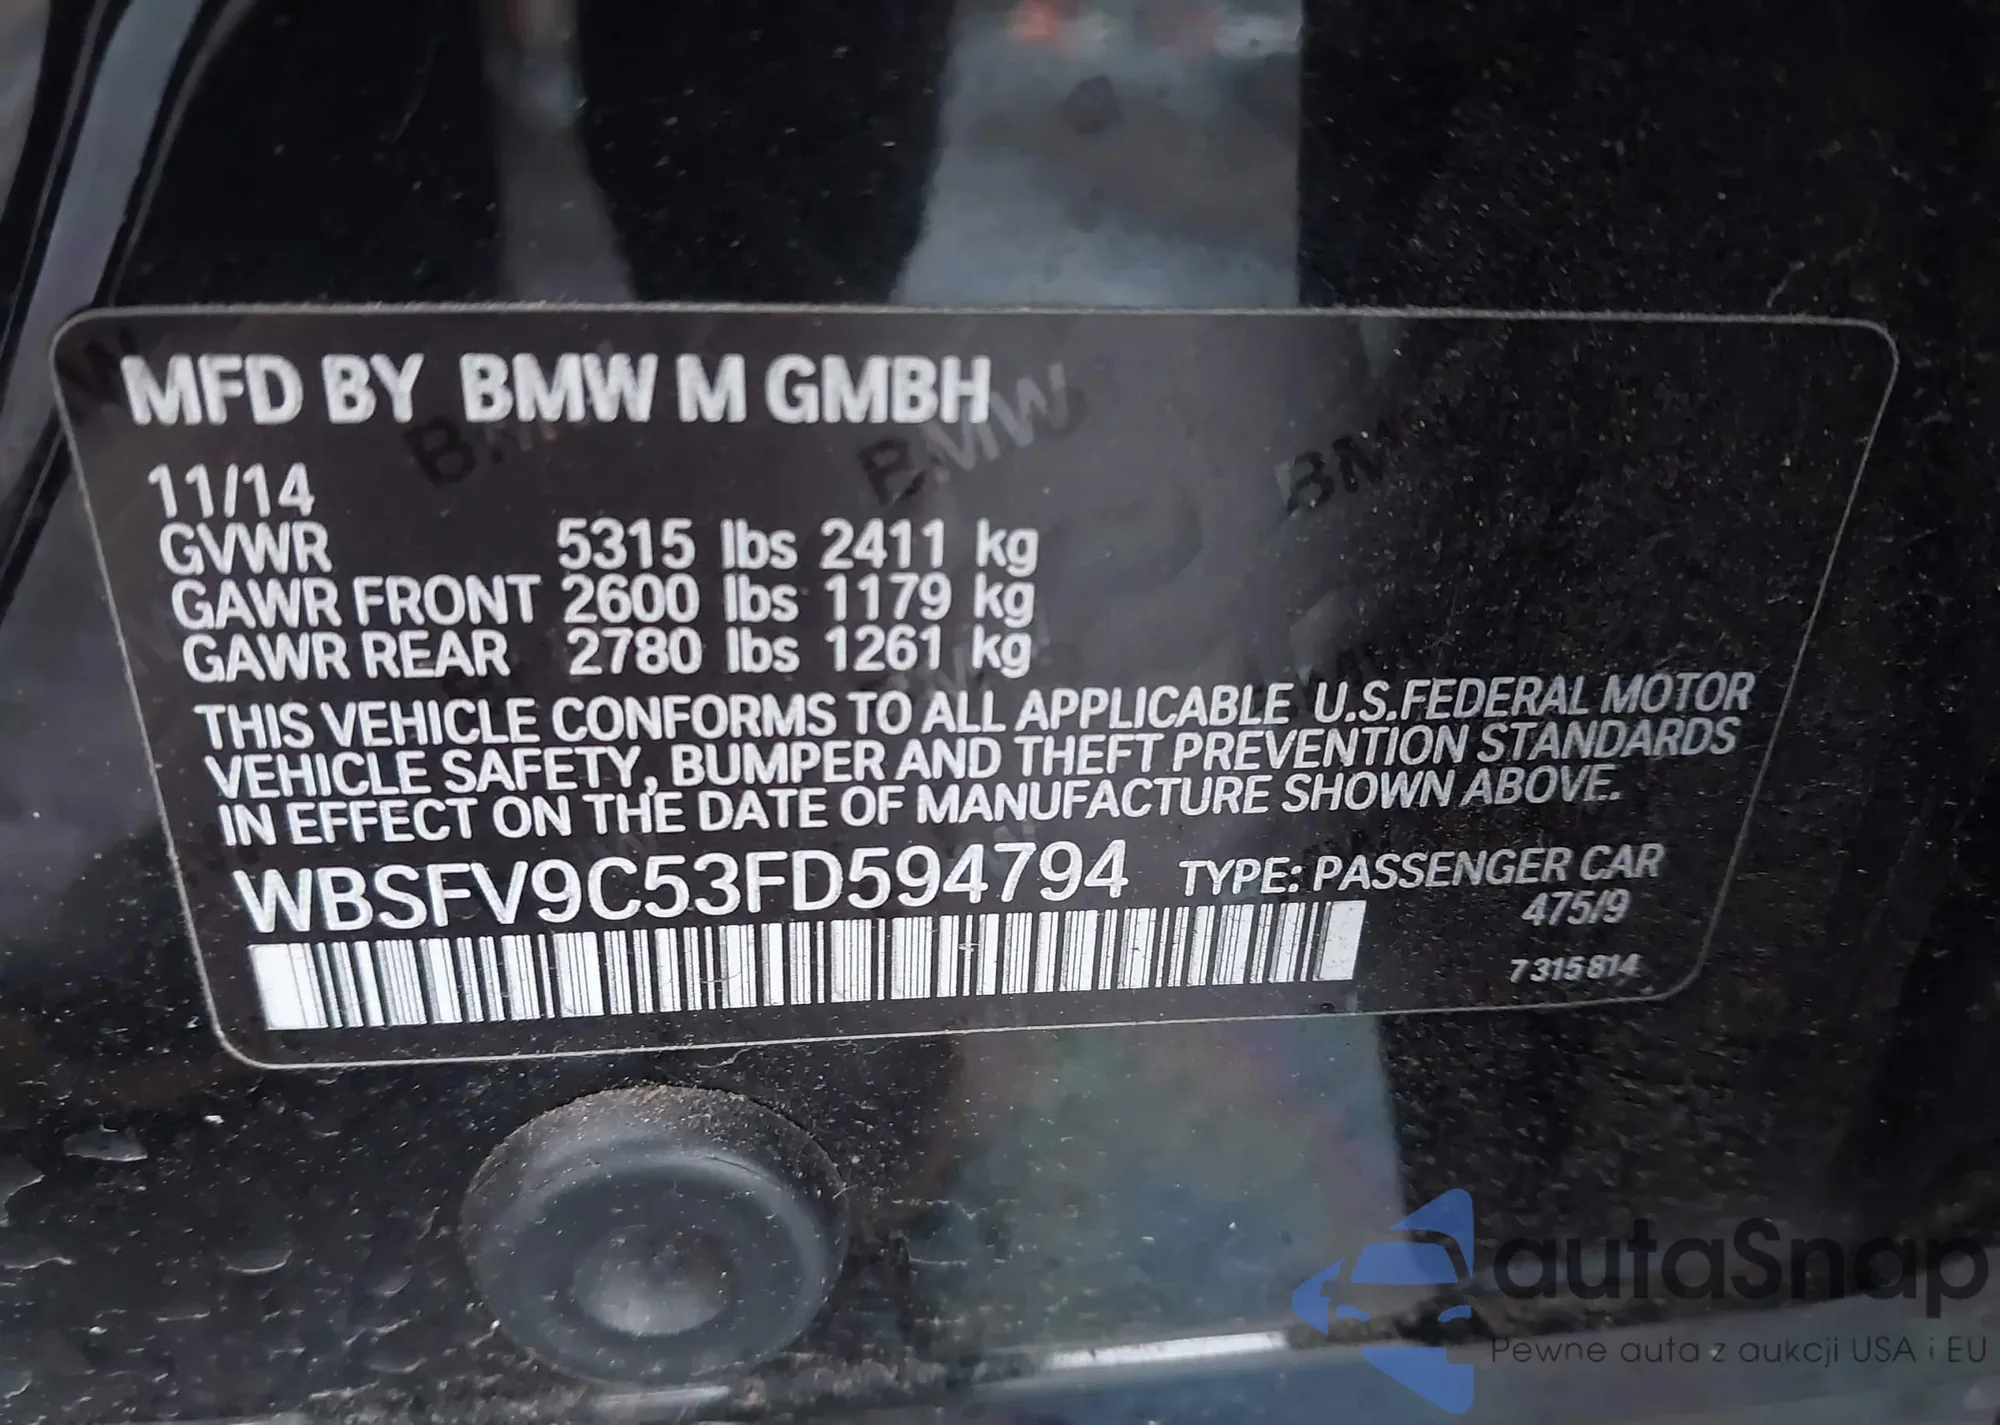 MFD BY BMW M GMBH
11/14
GVWR 5315 lbs 2411 kg
GAWR FRONT 2600 lbs 1179 kg
GAWR REAR 2780 lbs 1261 kg
THIS VEHICLE CONFORMS TO ALL APPLICABLE U.S.FEDERAL MOTOR
VEHICLE SAFETY, BUMPER AND THEFT PREVENTION STANDARDS
IN EFFECT ON THE DATE OF MANUFACTURE SHOWN ABOVE.
WBSFV9C53FD594794 TYPE: PASSENGER CAR
475/9
7 315 814
autaSnap
Pewne auta z aukcji USA i EU